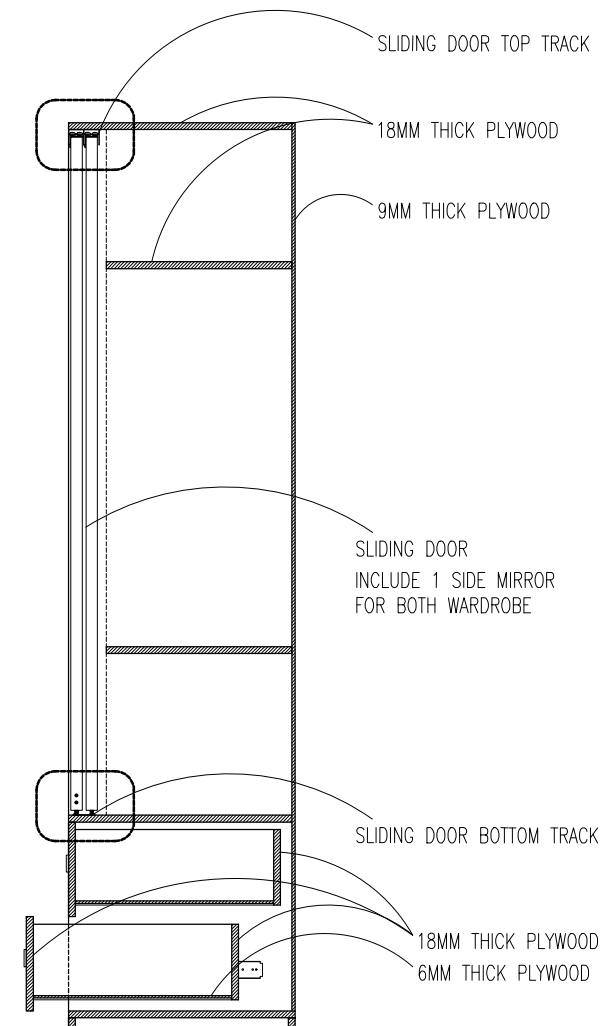 SLIDING DOOR TOP TRACK
18MM THICK PLYWOOD
9MM THICK PLYWOOD
SLIDING DOOR
INCLUDE 1 SIDE MIRROR
FOR BOTH WARDROBE
SLIDING DOOR BOTTOM TRACK
18MM THICK PLYWOOD
6MM THICK PLYWOOD